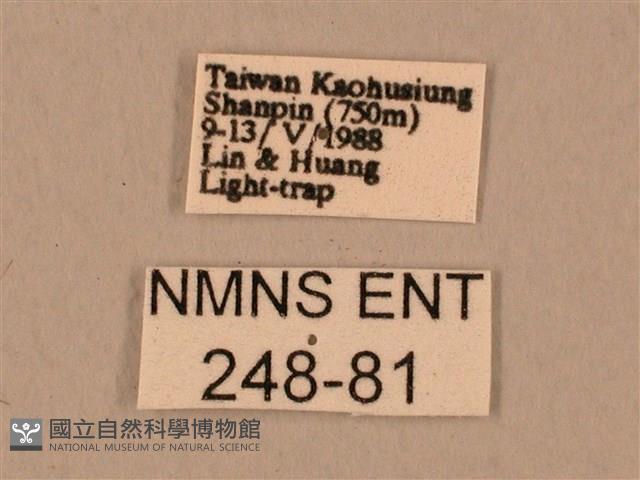 Taiwan Kaohusiung
Shanpin (750m)
9-13/ V/1988
Lin & Huang
Light-trap
NMNS ENT
248-81
國立自然科學博物館
NATIONAL MUSEUM OF NATURAL SCIENCE